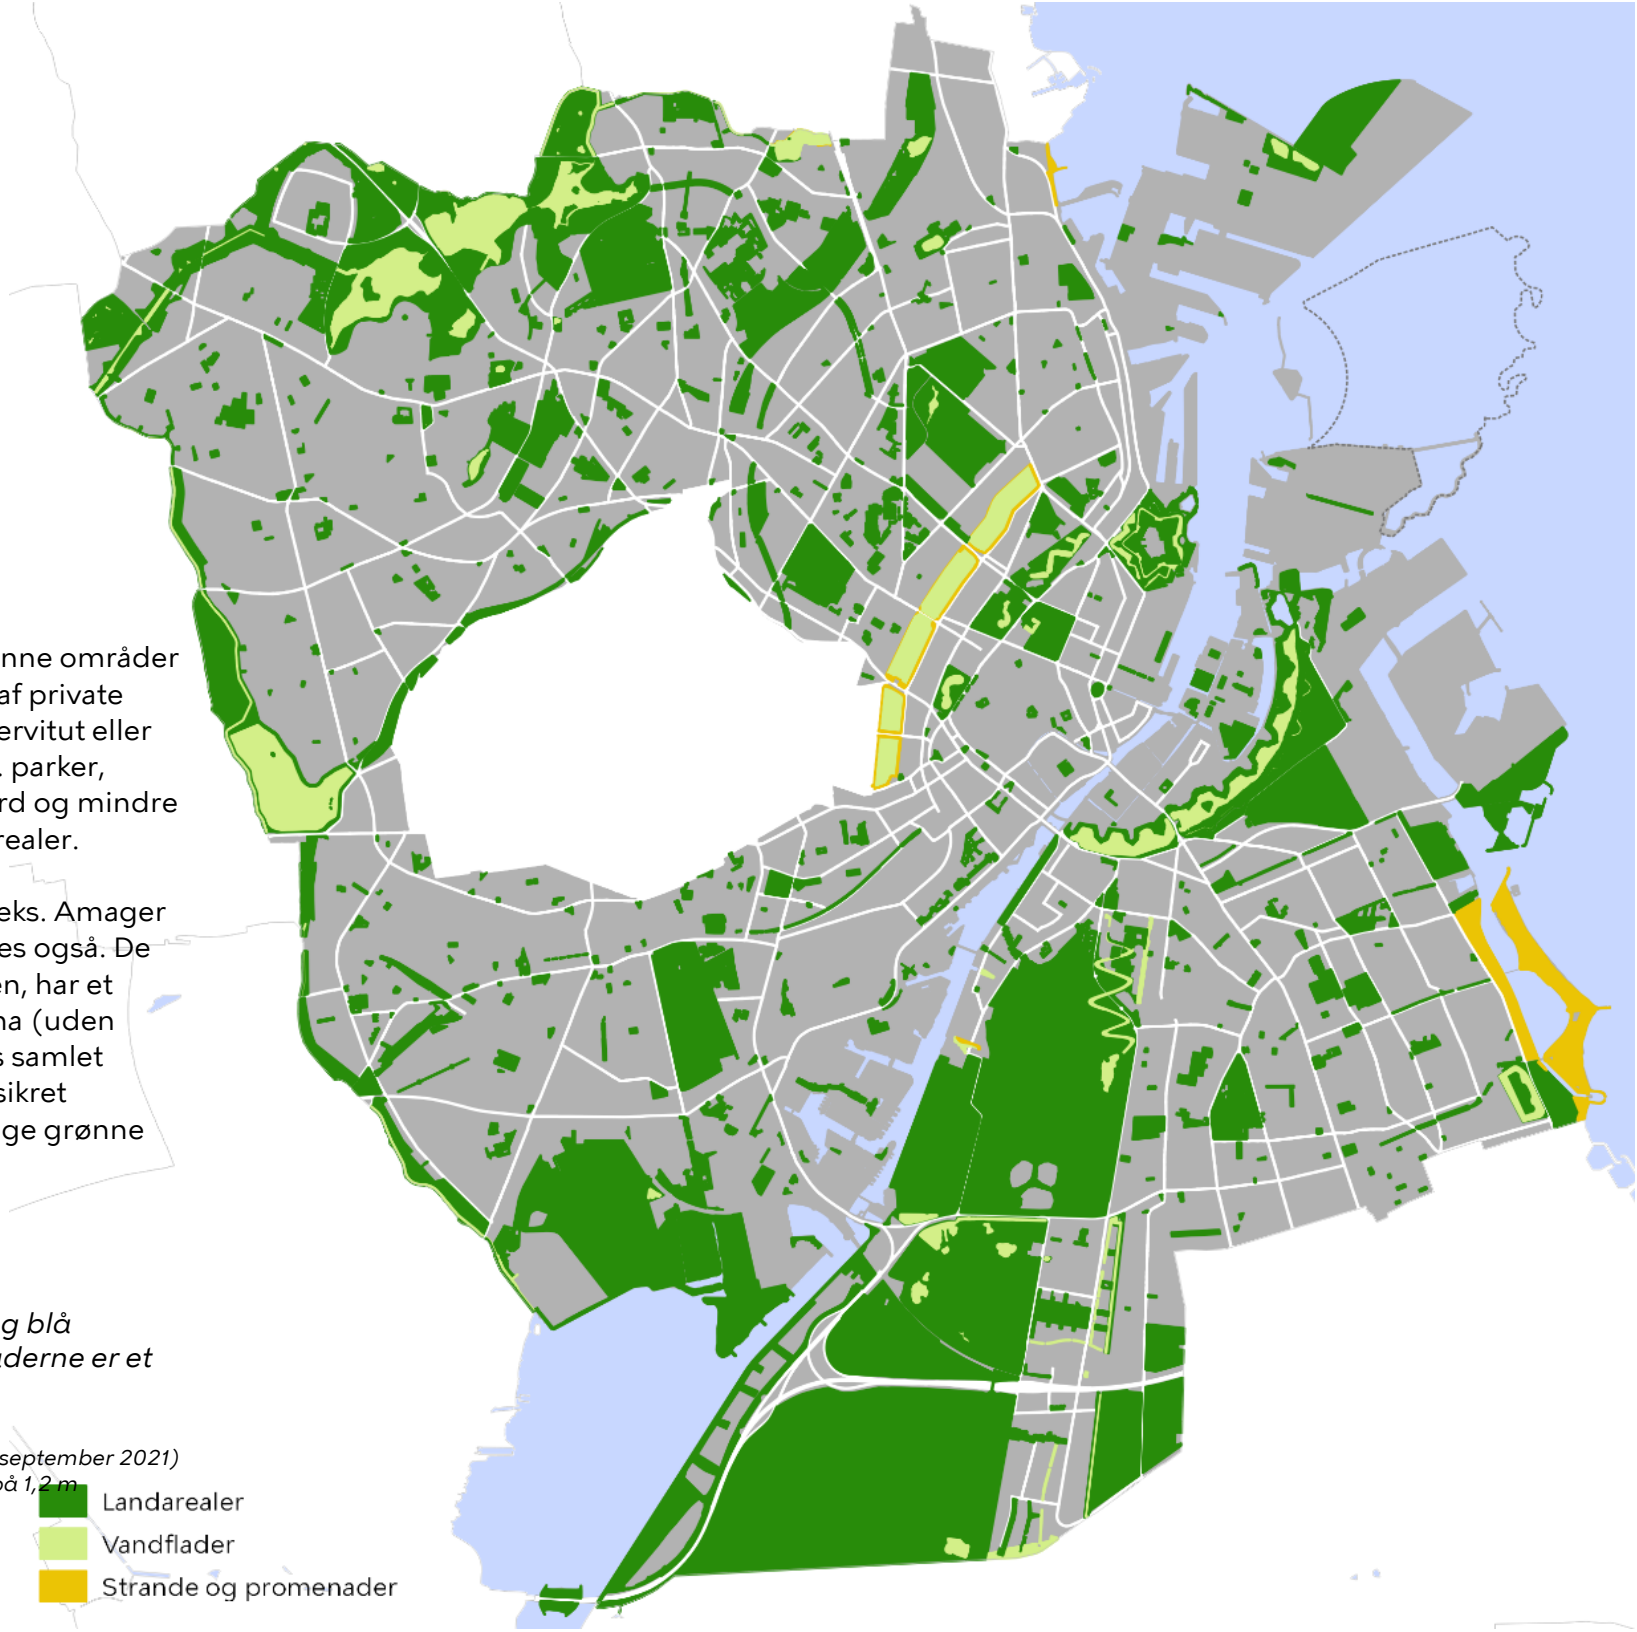 nne områder
af private
ervitut eller
. parker,
rd og mindre
realer.
eks. Amager
es også. De
en, har et
na (uden
s samlet
sikret
ge grønne
g blå
derne er et
september 2021)
på 1,2 m
Landarealer
Vandflader
Strande og promenader